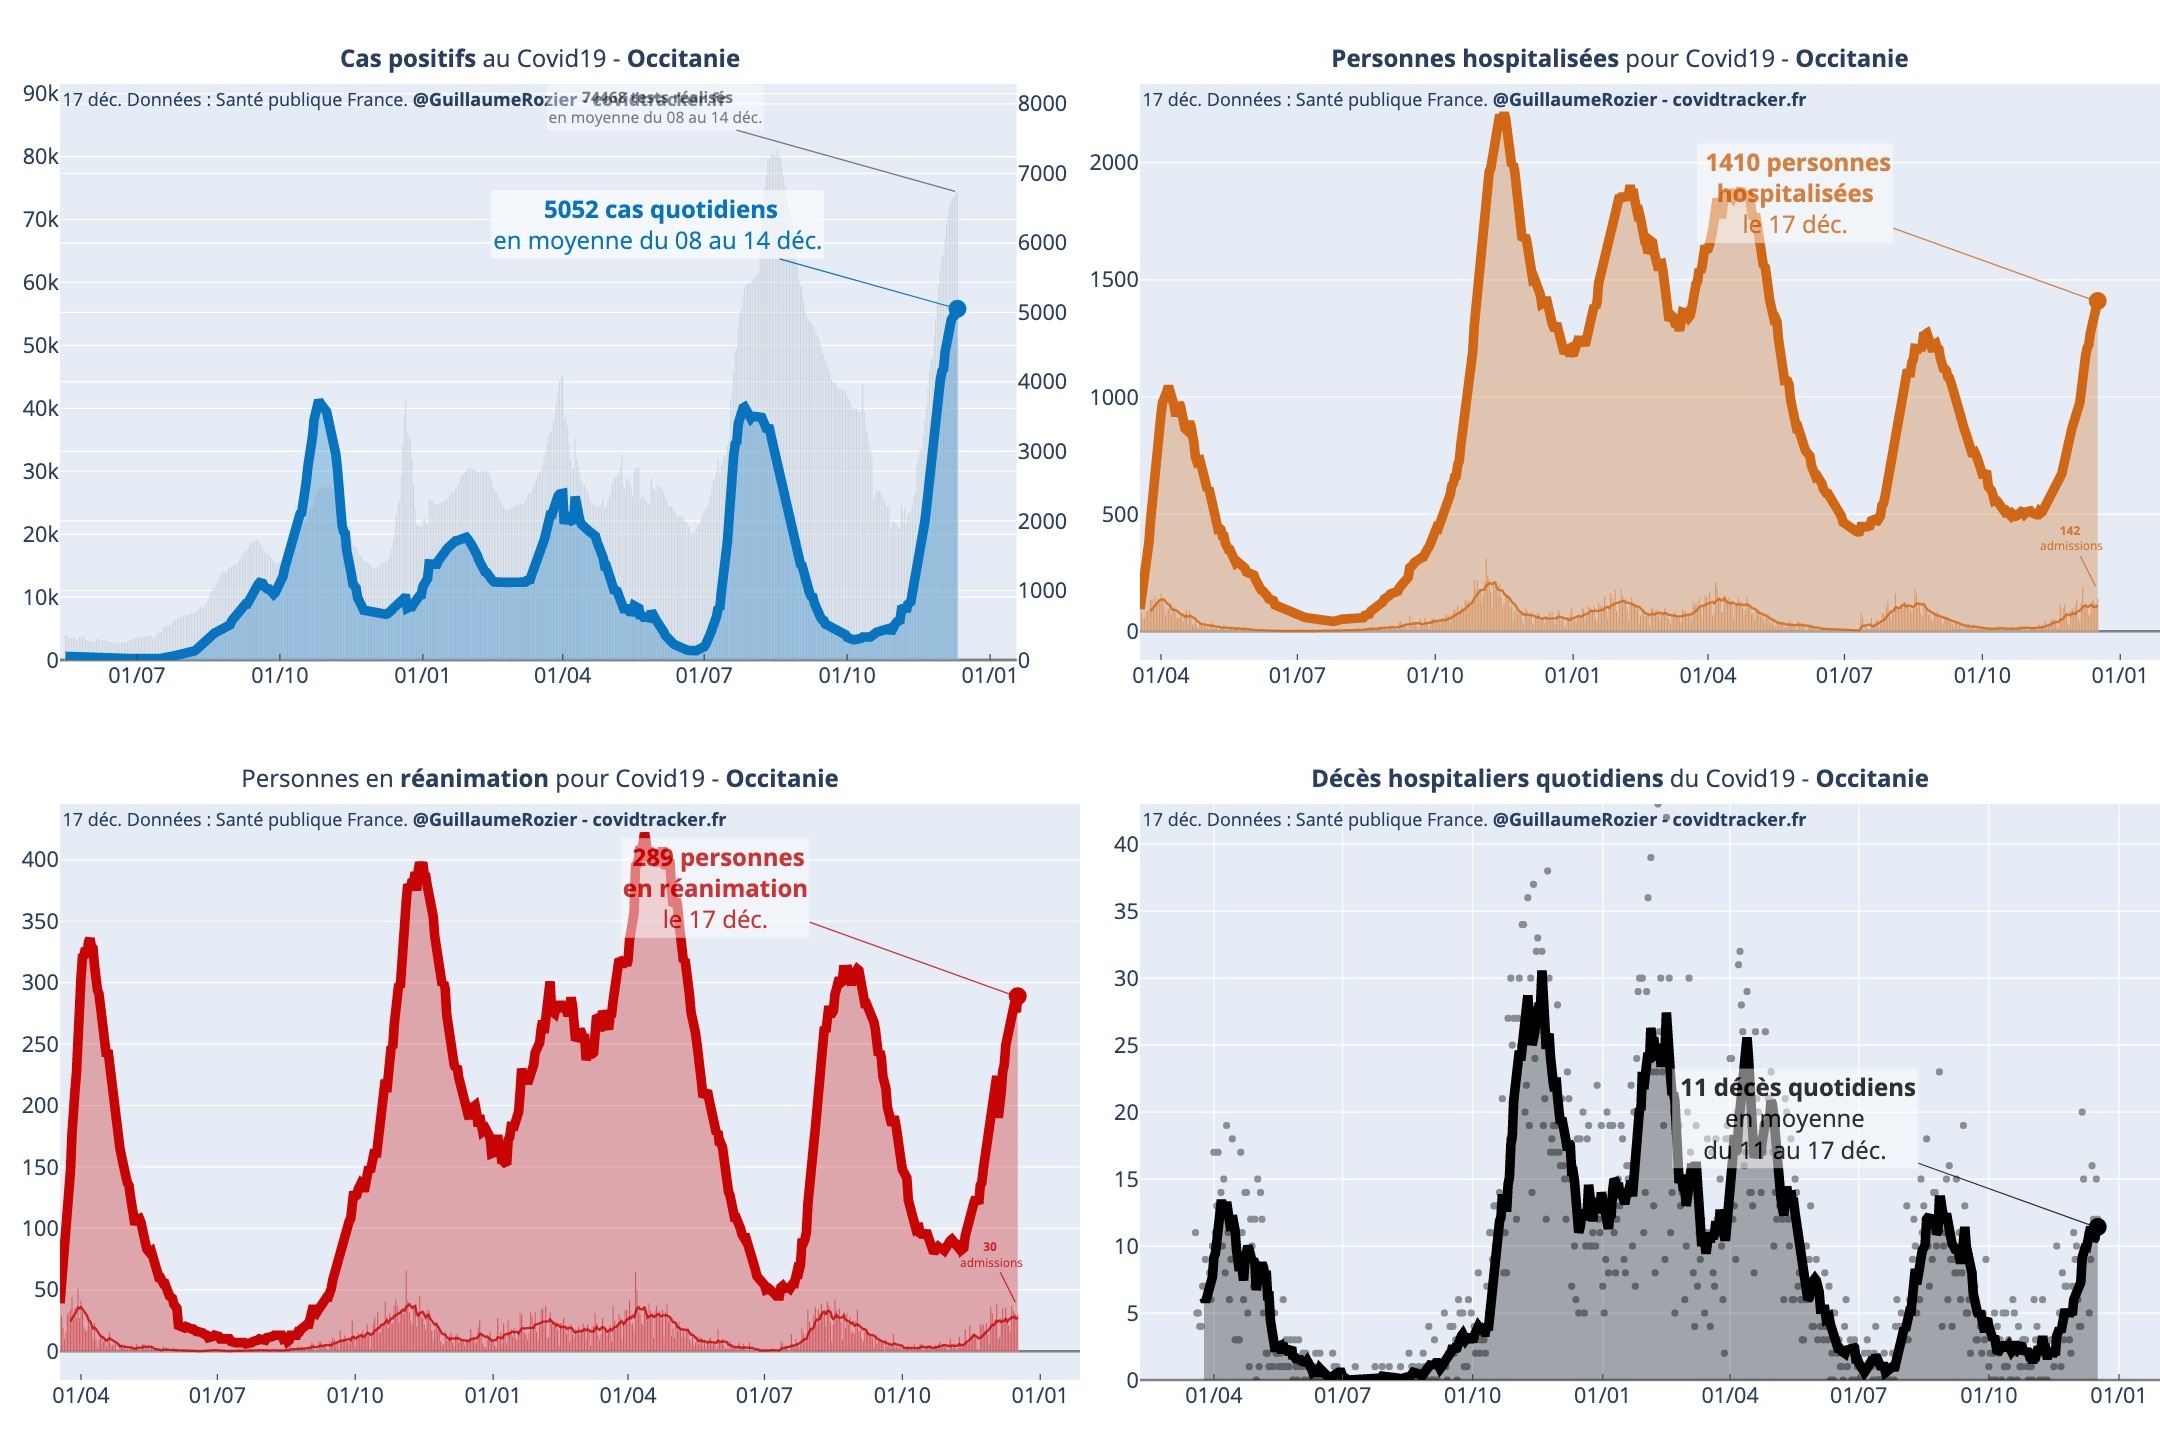 Cas positifs au Covid19 - Occitanie
17 déc. Données : Santé publique France. @GuillaumeRozier - covidtracker.fr
74468 tests réalisés
en moyenne du 08 au 14 déc.
5052 cas quotidiens
en moyenne du 08 au 14 déc.
90k
80k
70k
60k
50k
40k
30k
20k
10k
0
8000
7000
6000
5000
4000
3000
2000
1000
0
01/07 01/10 01/01 01/04 01/07 01/10 01/01
Personnes hospitalisées pour Covid19 - Occitanie
17 déc. Données : Santé publique France. @GuillaumeRozier - covidtracker.fr
1410 personnes
hospitalisées
le 17 déc.
2000
1500
1000
500
0
142
admissions
01/04 01/07 01/10 01/01 01/04 01/07 01/10 01/01
Personnes en réanimation pour Covid19 - Occitanie
17 déc. Données : Santé publique France. @GuillaumeRozier - covidtracker.fr
289 personnes
en réanimation
le 17 déc.
400
350
300
250
200
150
100
50
0
30
admissions
01/04 01/07 01/10 01/01 01/04 01/07 01/10 01/01
Décès hospitaliers quotidiens du Covid19 - Occitanie
17 déc. Données : Santé publique France. @GuillaumeRozier - covidtracker.fr
11 décès quotidiens
en moyenne
du 11 au 17 déc.
40
35
30
25
20
15
10
5
0
01/04 01/07 01/10 01/01 01/04 01/07 01/10 01/01